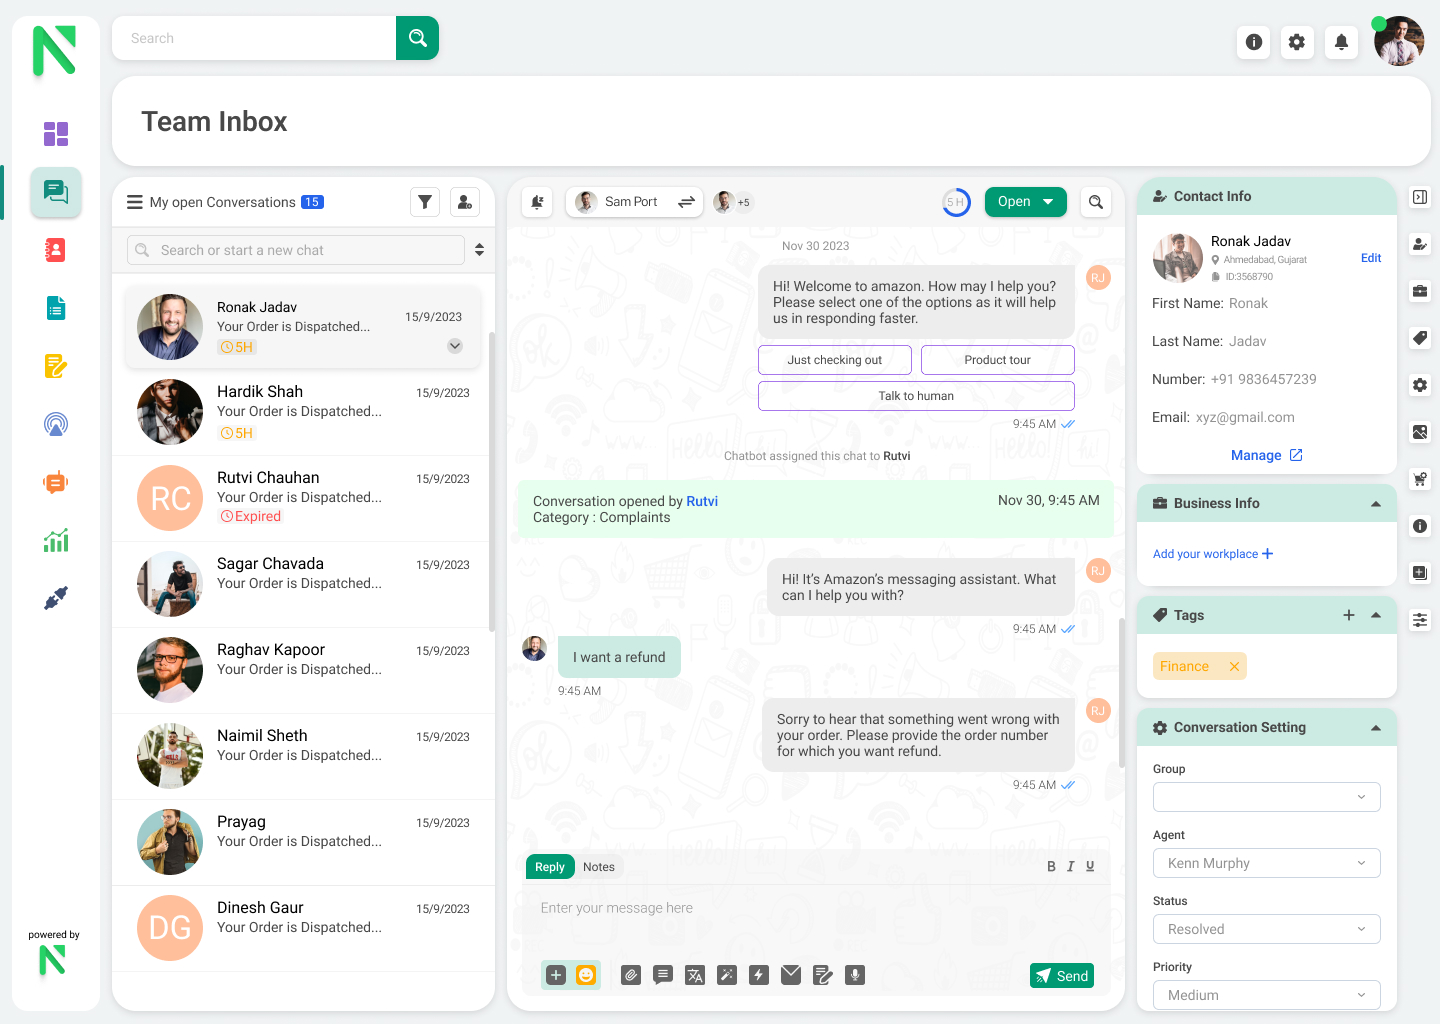 Search
Team Inbox
My open Conversations 15
Search or start a new chat
Ronak Jadav
15/9/2023
Your Order is Dispatched...
5H
Hardik Shah
15/9/2023
Your Order is Dispatched...
5H
RC
Rutvi Chauhan
15/9/2023
Your Order is Dispatched...
Expired
Sagar Chavada
15/9/2023
Your Order is Dispatched...
Raghav Kapoor
15/9/2023
Your Order is Dispatched...
Naimil Sheth
15/9/2023
Your Order is Dispatched...
Prayag
15/9/2023
Your Order is Dispatched...
DG
Dinesh Gaur
15/9/2023
Your Order is Dispatched...
powered by
Sam Port
+5
5 H
Open
Nov 30 2023
Hi! Welcome to amazon. How may I help you?
Please select one of the options as it will help
us in responding faster.
RJ
Just checking out
Product tour
Talk to human
9:45 AM
Chatbot assigned this chat to Rutvi
Conversation opened by Rutvi
Nov 30, 9:45 AM
Category : Complaints
Hi! It's Amazon's messaging assistant. What
can I help you with?
RJ
9:45 AM
I want a refund
9:45 AM
Sorry to hear that something went wrong with
your order. Please provide the order number
for which you want refund.
RJ
9:45 AM
Reply
Notes
B I U
Enter your message here
Send
Contact Info
Ronak Jadav
Ahmedabad, Gujarat
ID:3568790
Edit
First Name: Ronak
Last Name: Jadav
Number: +91 9836457239
Email: xyz@gmail.com
Manage
Business Info
Add your workplace +
Tags
Finance
Conversation Setting
Group
Agent
Kenn Murphy
Status
Resolved
Priority
Medium